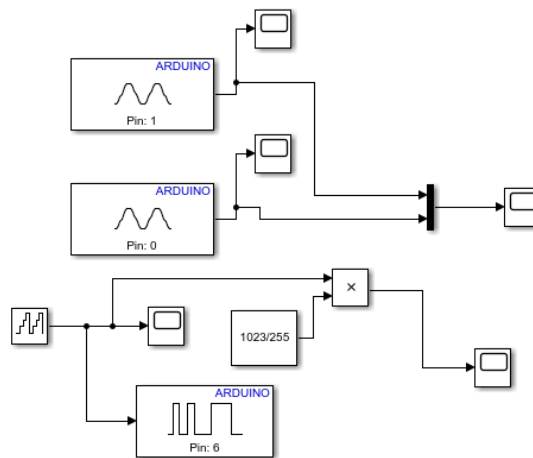 ARDUINO
Pin: 1
ARDUINO
Pin: 0
×
1023/255
ARDUINO
Pin: 6